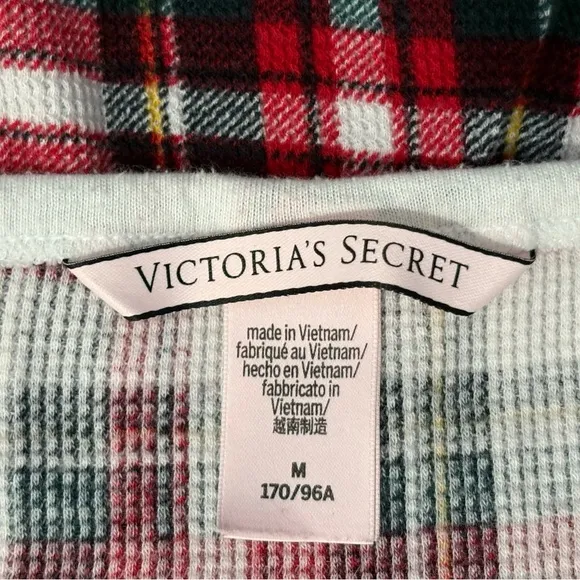 VICTORIA'S SECRET
made in Vietnam/
fabriqué au Vietnam/
hecho en Vietnam/
fabbricato in
Vietnam/
越南制造
M
170/96A